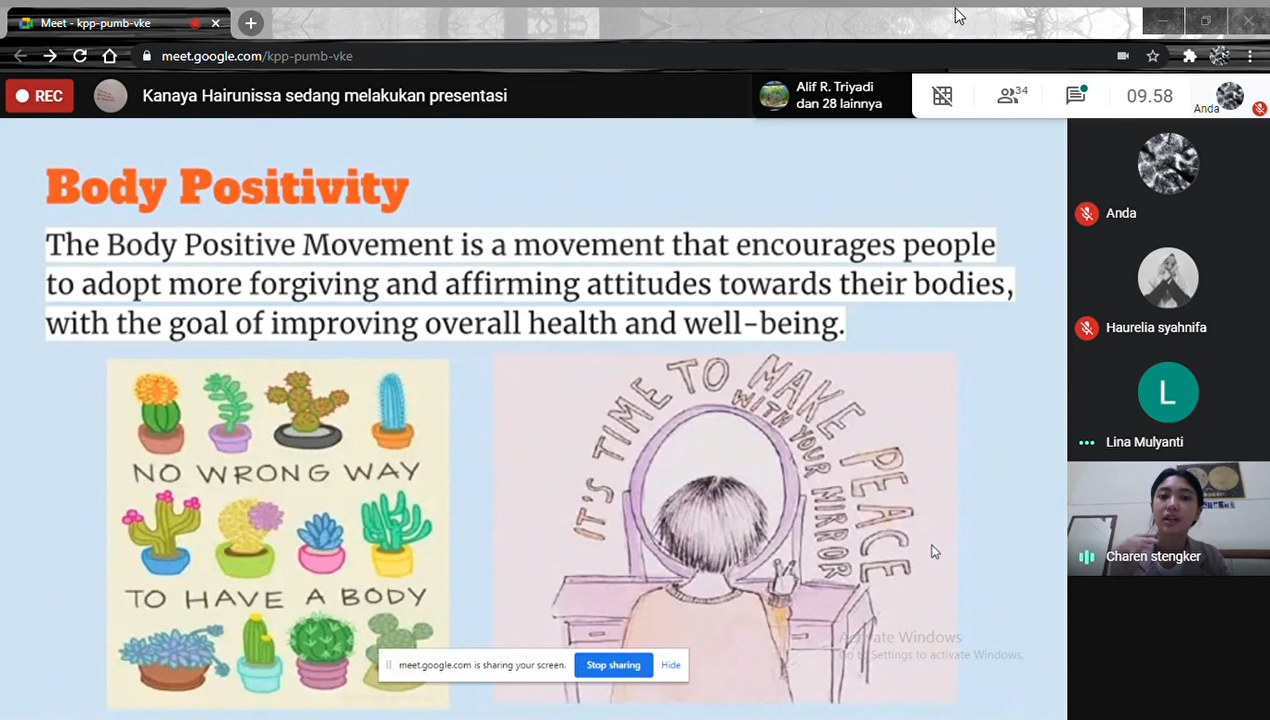 Meet - kpp-pumb-vke
meet.google.com/kpp-pumb-vke
REC
Kanaya Hairunissa sedang melakukan presentasi
Alif R. Triyadi
dan 28 lainnya
34
09.58
Anda
Body Positivity
The Body Positive Movement is a movement that encourages people
to adopt more forgiving and affirming attitudes towards their bodies,
with the goal of improving overall health and well-being.
NO WRONG WAY
TO HAVE A BODY
IT'S TIME TO MAKE PEACE
WITH YOUR MIRROR
Activate Windows
Go to Settings to activate Windows.
meet.google.com is sharing your screen.
Stop sharing
Hide
Anda
Haurelia syahnifa
L
Lina Mulyanti
Charen stengker